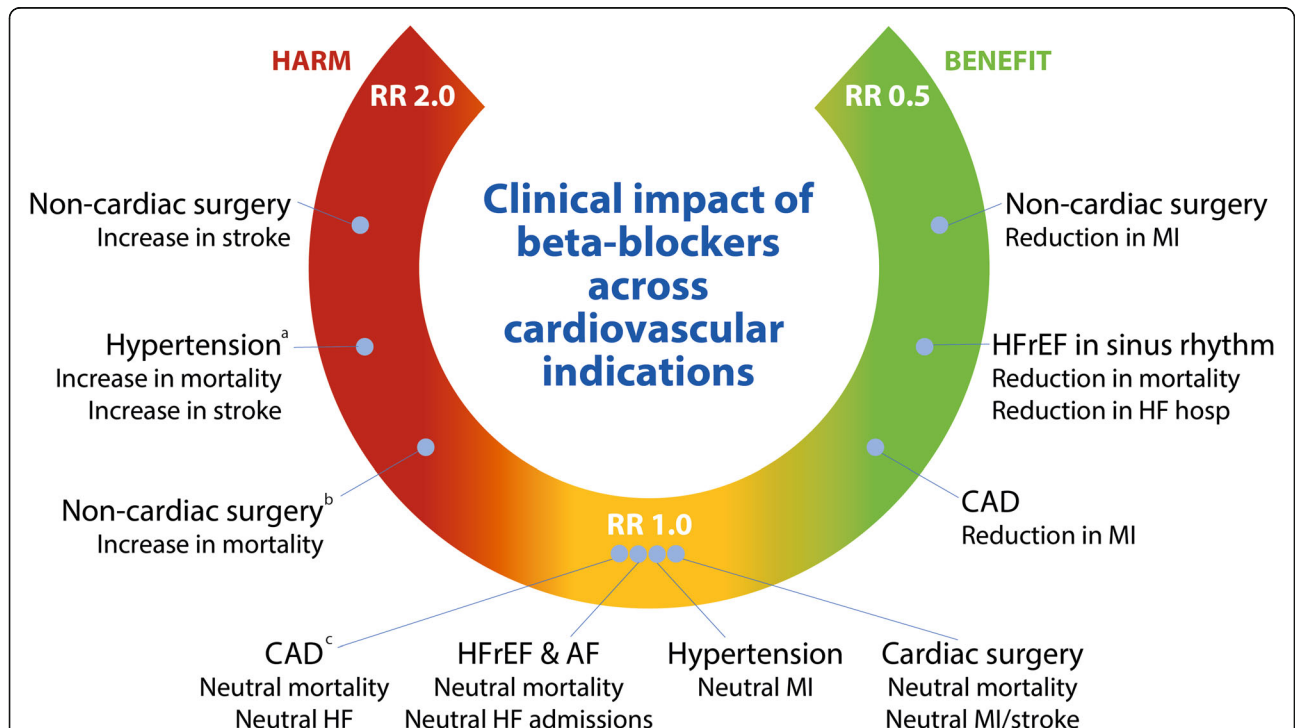 HARM
BENEFIT
RR 2.0
RR 0.5
Clinical impact of
beta-blockers
across
cardiovascular
indications
Non-cardiac surgery
Increase in stroke
Hypertensionᵃ
Increase in mortality
Increase in stroke
Non-cardiac surgeryᵇ
Increase in mortality
Non-cardiac surgery
Reduction in MI
HFrEF in sinus rhythm
Reduction in mortality
Reduction in HF hosp
CAD
Reduction in MI
RR 1.0
CADᶜ
Neutral mortality
Neutral HF
HFrEF & AF
Neutral mortality
Neutral HF admissions
Hypertension
Neutral MI
Cardiac surgery
Neutral mortality
Neutral MI/stroke